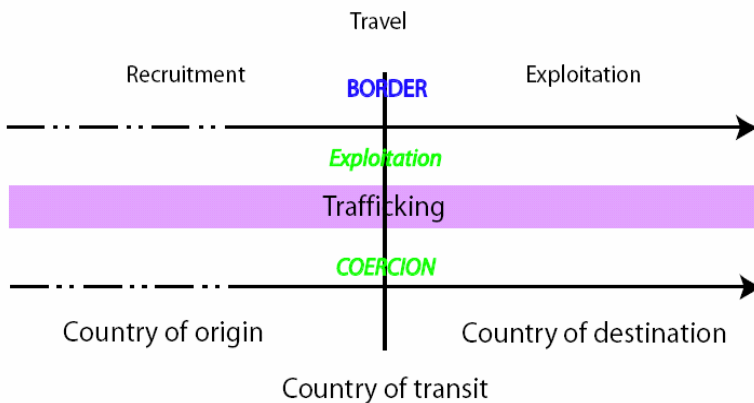 Travel
Recruitment
Exploitation
BORDER
Exploitation
Trafficking
COERCION
Country of origin
Country of destination
Country of transit